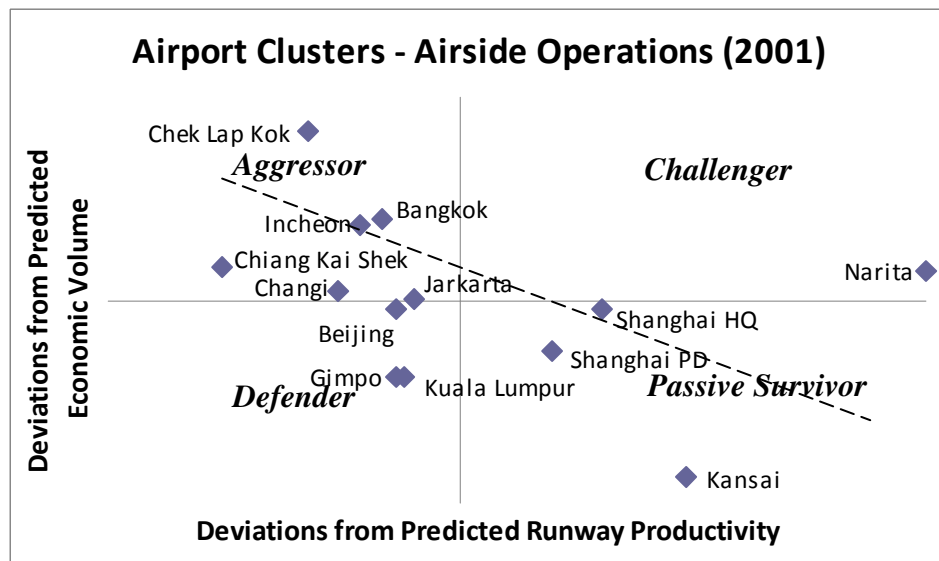 Airport Clusters - Airside Operations (2001)
Chek Lap Kok
Aggressor
Challenger
Bangkok
Incheon
Chiang Kai Shek
Narita
Changi
Jarkarta
Shanghai HQ
Beijing
Shanghai PD
Gimpo
Kuala Lumpur
Passive Survivor
Defender
Kansai
Deviations from Predicted
Economic Volume
Deviations from Predicted Runway Productivity